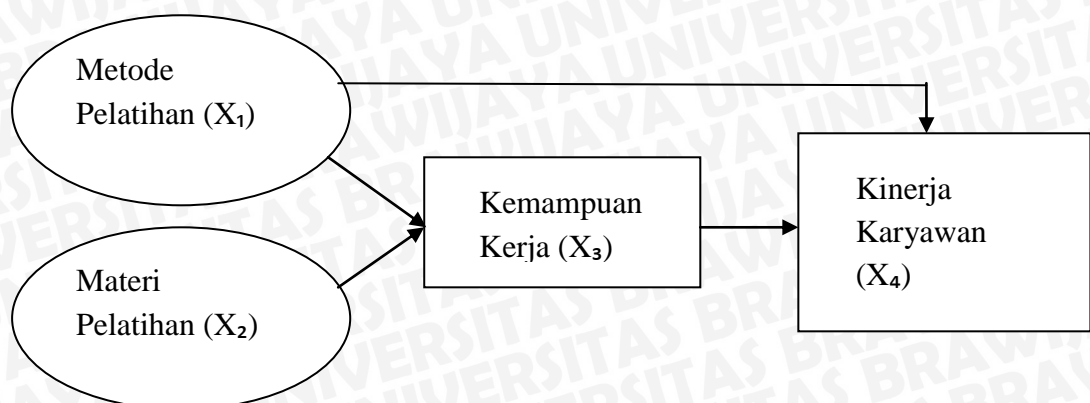 Metode
Pelatihan (X₁)
Kemampuan
Kerja (X₃)
Kinerja
Karyawan
(X₄)
Materi
Pelatihan (X₂)